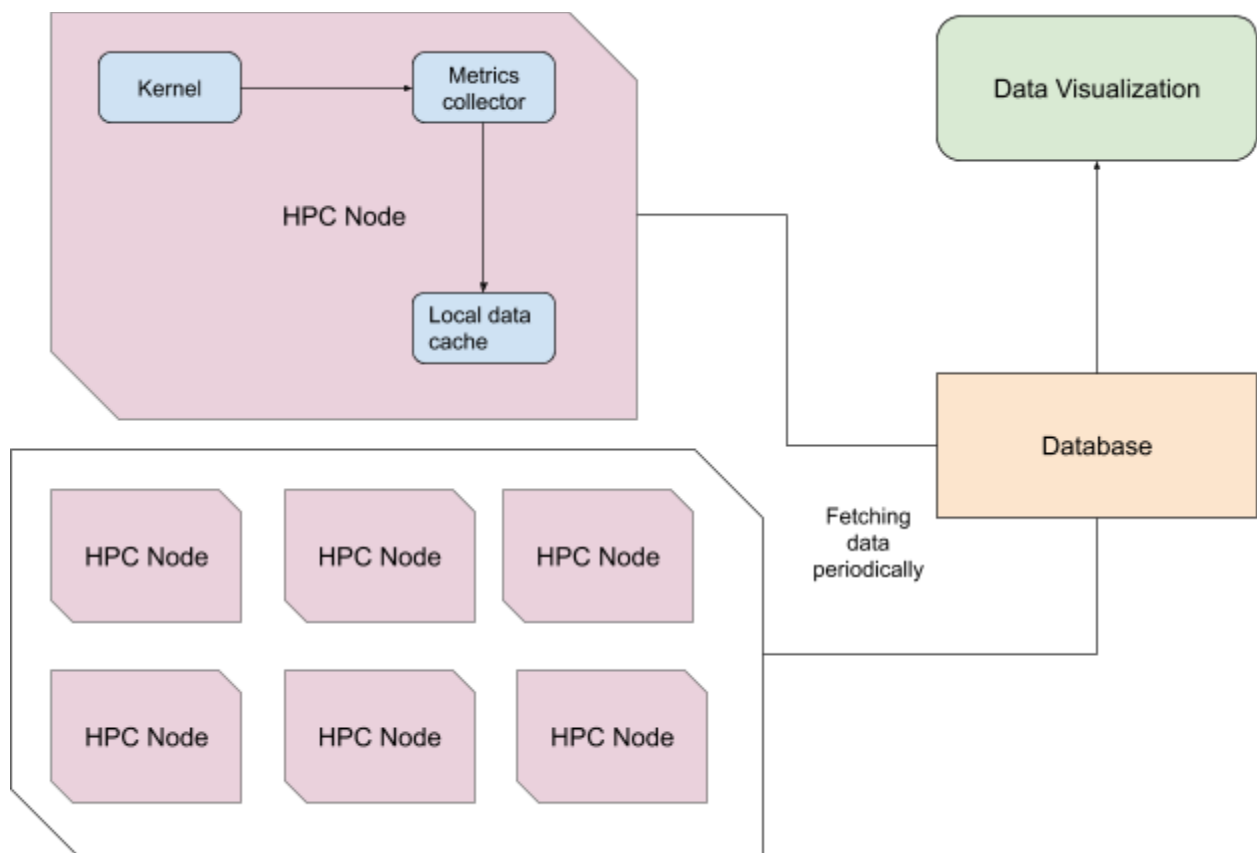 Kernel
Metrics
collector
HPC Node
Local data
cache
Data Visualization
Database
Fetching
data
periodically
HPC Node
HPC Node
HPC Node
HPC Node
HPC Node
HPC Node